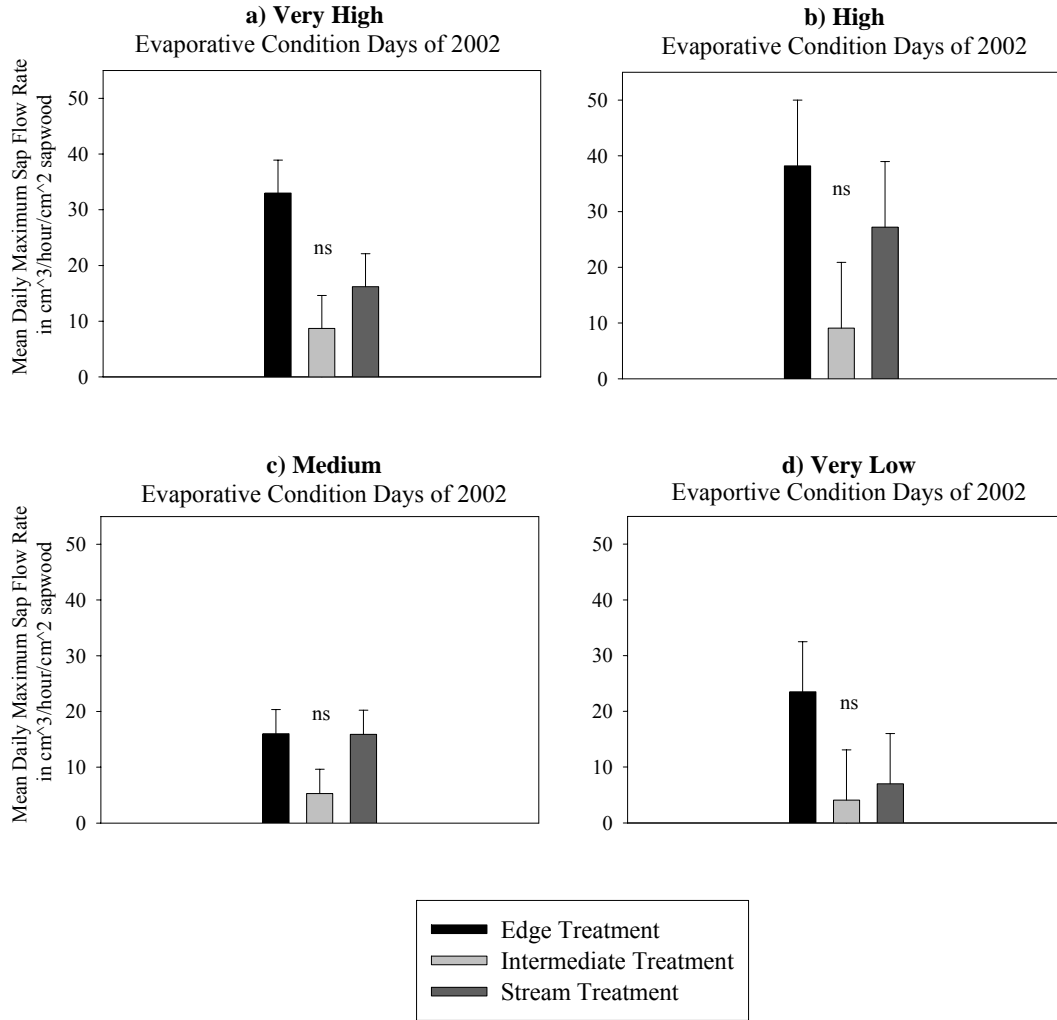 a) Very High
Evaporative Condition Days of 2002
Mean Daily Maximum Sap Flow Rate
in cm^3/hour/cm^2 sapwood
50
40
30
20
10
0
ns
b) High
Evaporative Condition Days of 2002
50
40
30
20
10
0
ns
c) Medium
Evaporative Condition Days of 2002
Mean Daily Maximum Sap Flow Rate
in cm^3/hour/cm^2 sapwood
50
40
30
20
10
0
ns
d) Very Low
Evaportive Condition Days of 2002
50
40
30
20
10
0
ns
Edge Treatment
Intermediate Treatment
Stream Treatment